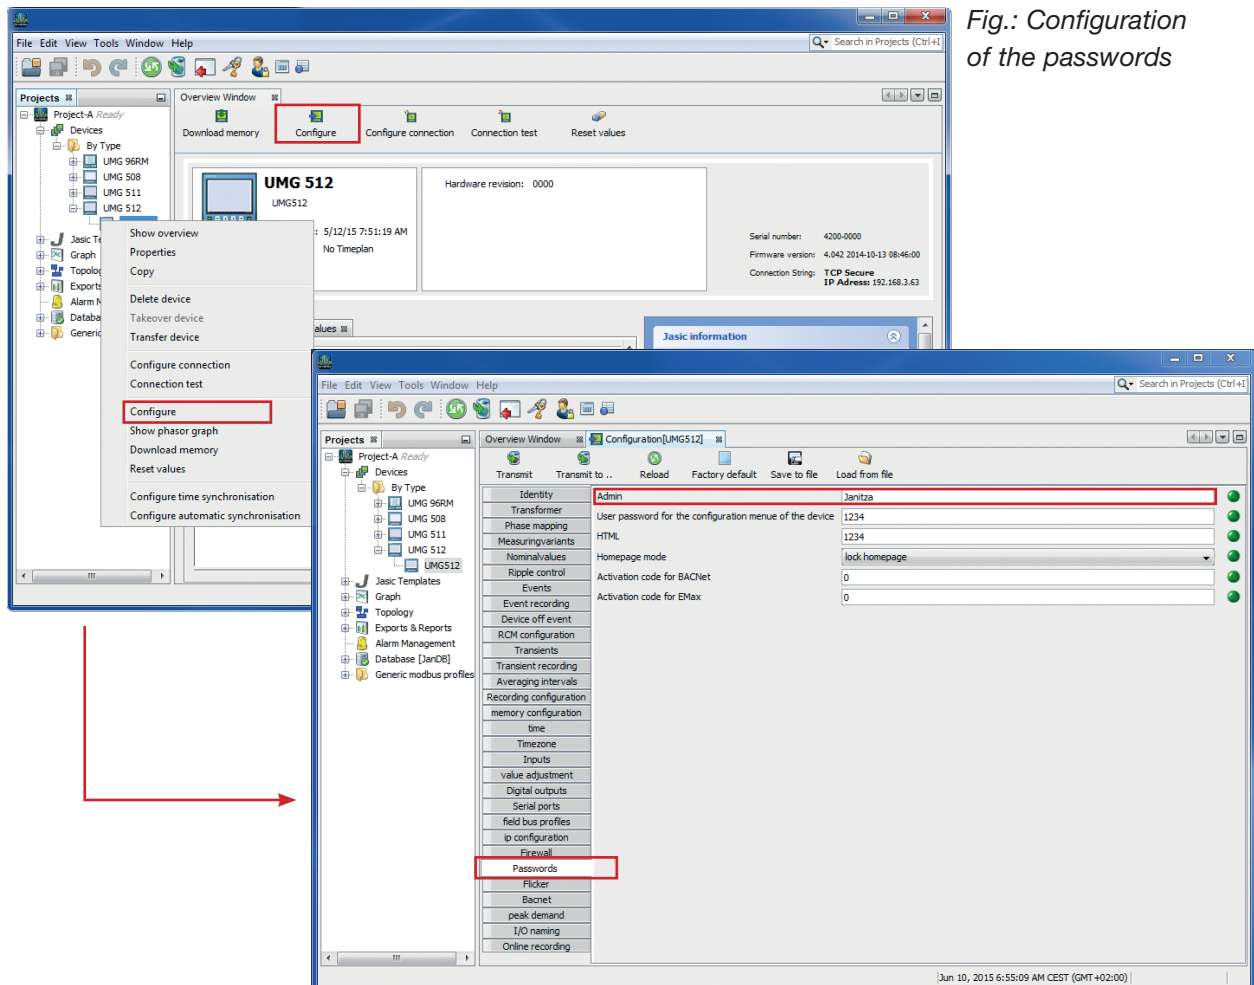 Fig.: Configuration
of the passwords
File Edit View Tools Window Help
Search in Projects (Ctrl+I
Projects
Overview Window
Project-A Ready
Devices
By Type
UMG 96RM
UMG 508
UMG 511
UMG 512
Jasic Te
Graph
Topolog
Exports
Alarm M
Databa
Generic
Download memory
Configure
Configure connection
Connection test
Reset values
UMG 512
UMG512
: 5/12/15 7:51:19 AM
No Timeplan
Hardware revision: 0000
Serial number: 4200-0000
Firmware version: 4.042 2014-10-13 08:46:00
Connection String: TCP Secure
IP Adress: 192.168.3.63
alues
Jasic information
Show overview
Properties
Copy
Delete device
Takeover device
Transfer device
Configure connection
Connection test
Configure
Show phasor graph
Download memory
Reset values
Configure time synchronisation
Configure automatic synchronisation
File Edit View Tools Window Help
Search in Projects (Ctrl+I
Projects
Overview Window
Configuration[UMG512]
Project-A Ready
Devices
By Type
UMG 96RM
UMG 508
UMG 511
UMG 512
UMG512
Jasic Templates
Graph
Topology
Exports & Reports
Alarm Management
Database [JanDB]
Generic modbus profiles
Transmit
Transmit to ..
Reload
Factory default
Save to file
Load from file
Identity
Transformer
Phase mapping
Measuringvariants
Nominalvalues
Ripple control
Events
Event recording
Device off event
RCM configuration
Transients
Transient recording
Averaging intervals
Recording configuration
memory configuration
time
Timezone
Inputs
value adjustment
Digital outputs
Serial ports
field bus profiles
ip configuration
Firewall
Passwords
Flicker
Bacnet
peak demand
I/O naming
Online recording
Admin Janitza
User password for the configuration menue of the device 1234
HTML 1234
Homepage mode lock homepage
Activation code for BACNet 0
Activation code for EMax 0
Jun 10, 2015 6:55:09 AM CEST (GMT+02:00)